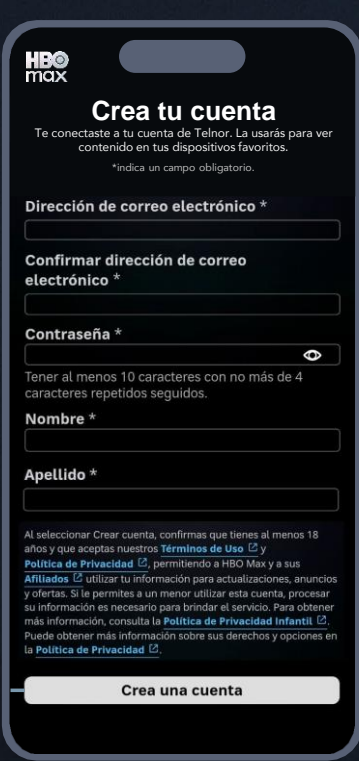 HBO
max
Crea tu cuenta
Te conectaste a tu cuenta de Telnor. La usarás para ver
contenido en tus dispositivos favoritos.
*indica un campo obligatorio.
Dirección de correo electrónico *
Confirmar dirección de correo
electrónico *
Contraseña *
Tener al menos 10 caracteres con no más de 4
caracteres repetidos seguidos.
Nombre *
Apellido *
Al seleccionar Crear cuenta, confirmas que tienes al menos 18
años y que aceptas nuestros Términos de Uso y
Política de Privacidad, permitiendo a HBO Max y a sus
Afiliados utilizar tu información para actualizaciones, anuncios
y ofertas. Si le permites a un menor utilizar esta cuenta, procesar
su información es necesario para brindar el servicio. Para obtener
más información, consulta la Política de Privacidad Infantil.
Puede obtener más información sobre sus derechos y opciones en
la Política de Privacidad.
Crea una cuenta